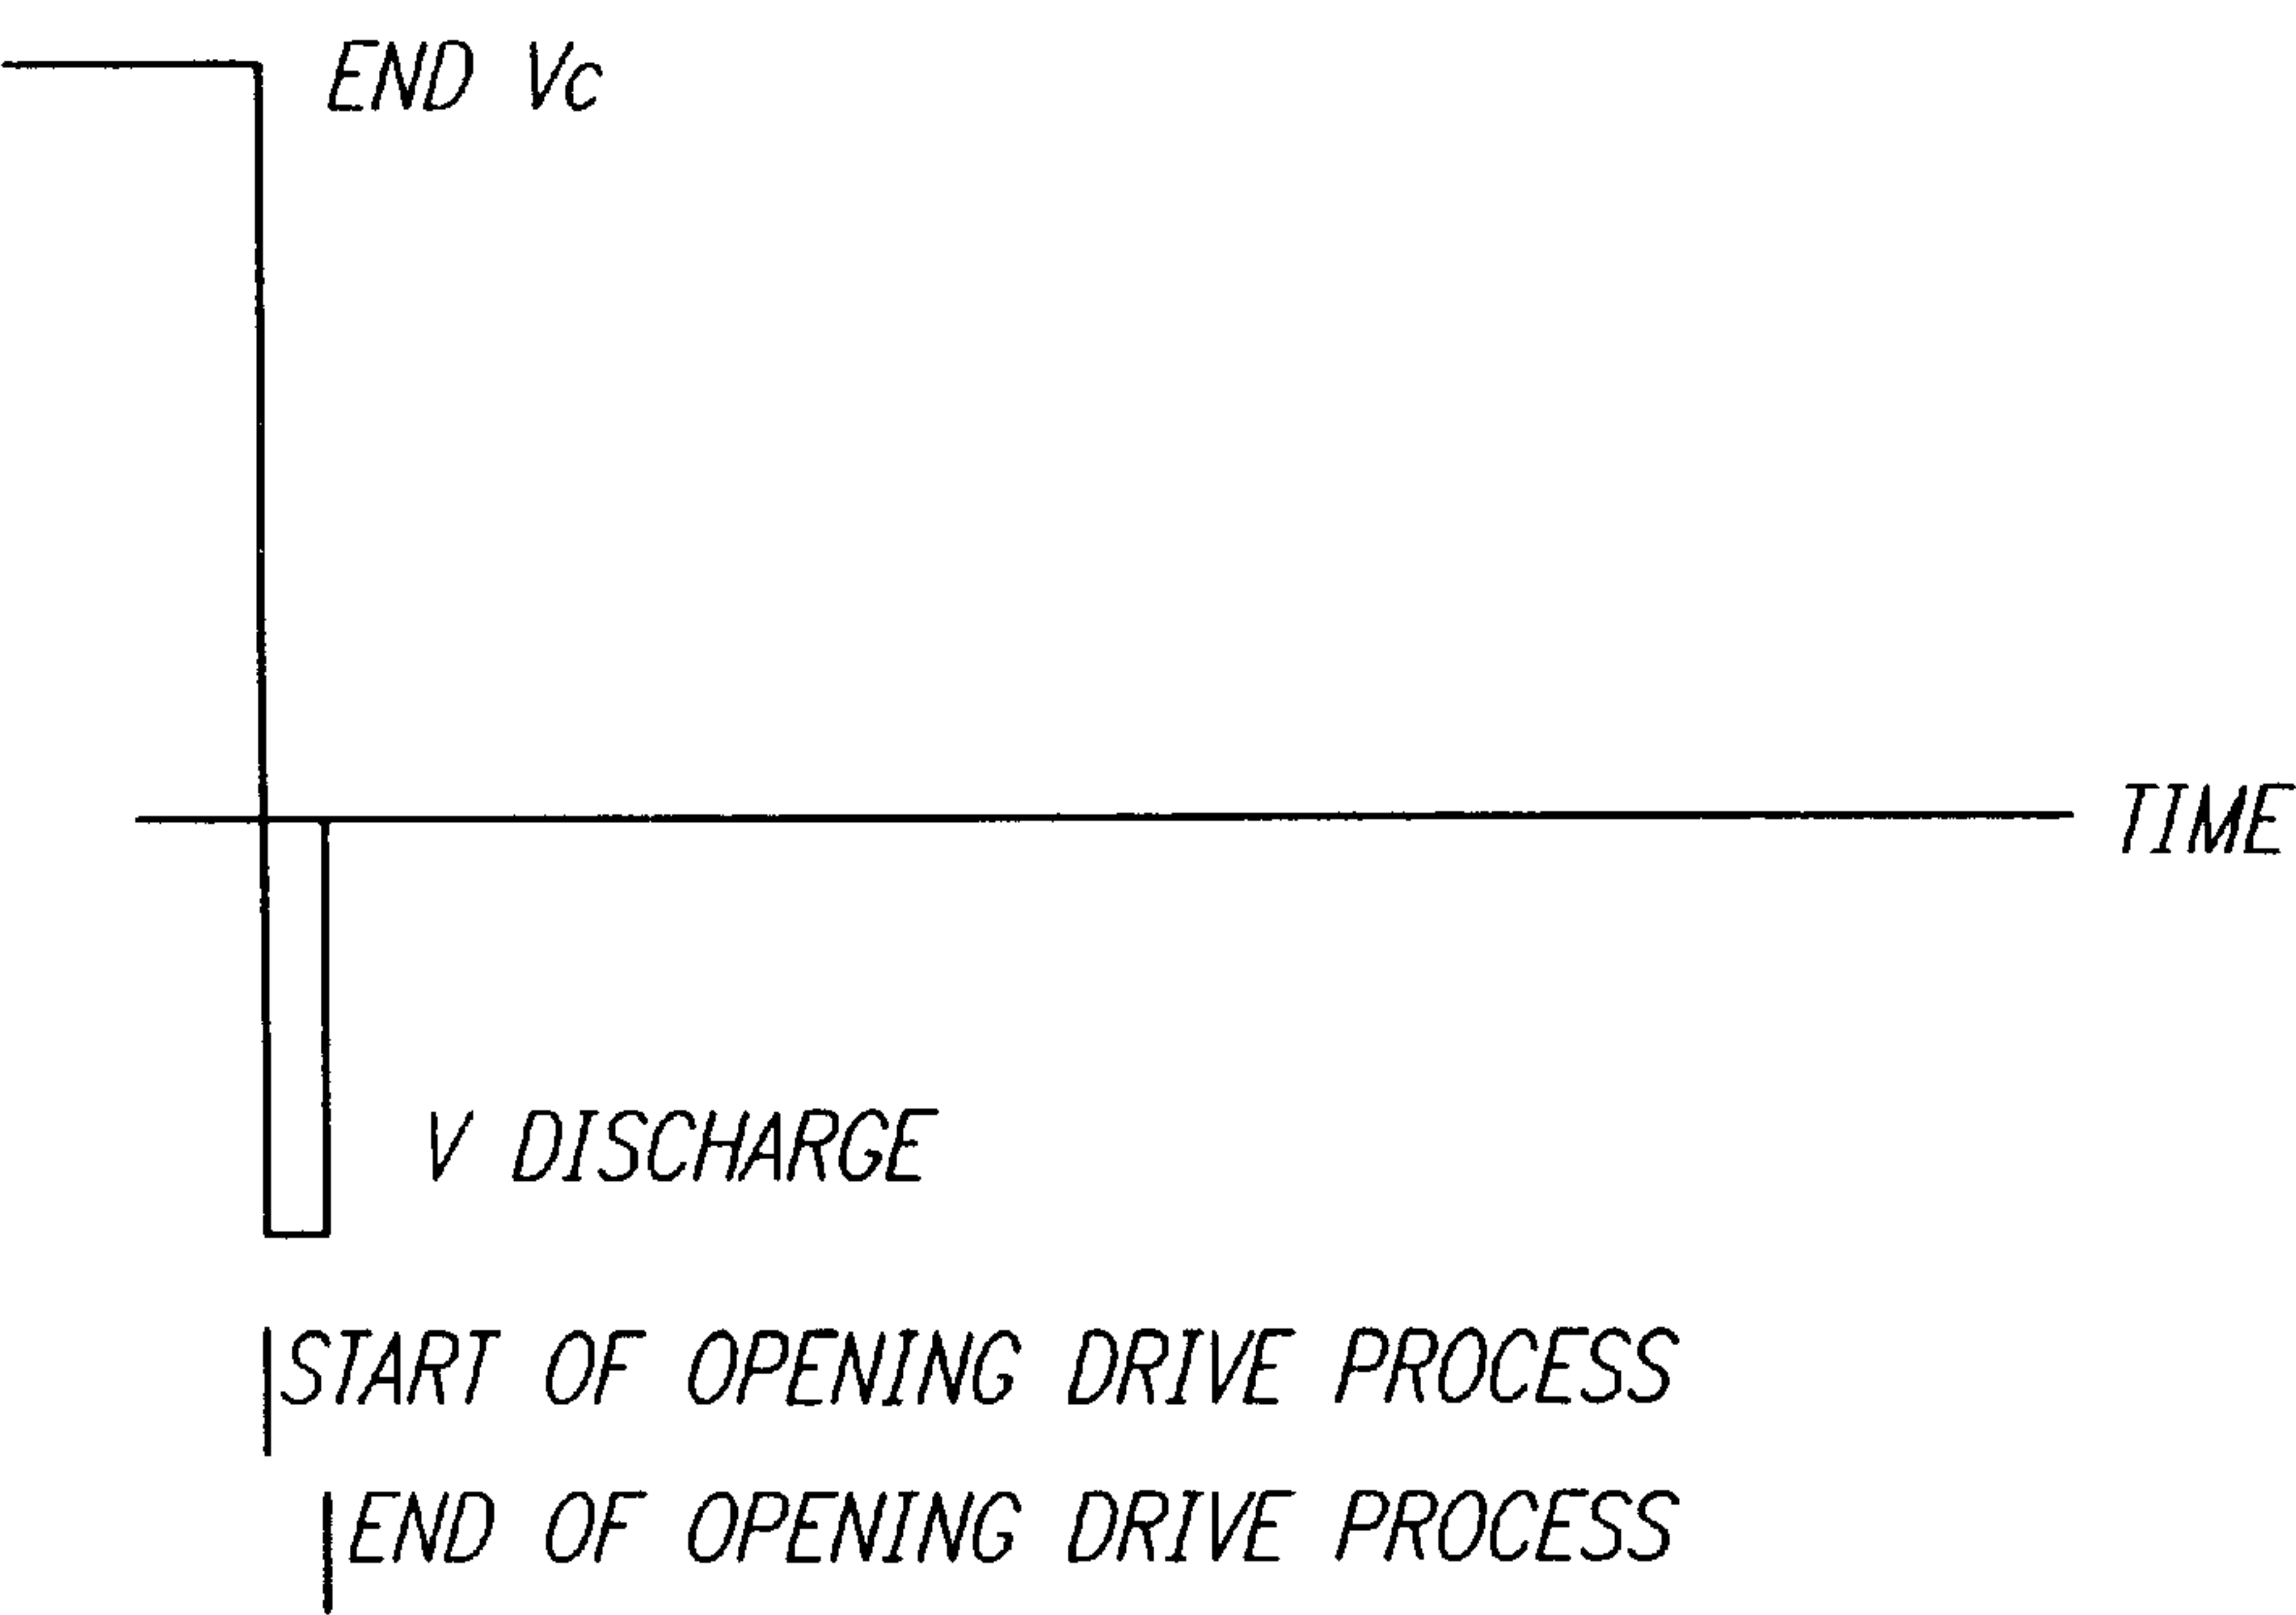 END Vc
TIME
V DISCHARGE
START OF OPENING DRIVE PROCESS
END OF OPENING DRIVE PROCESS